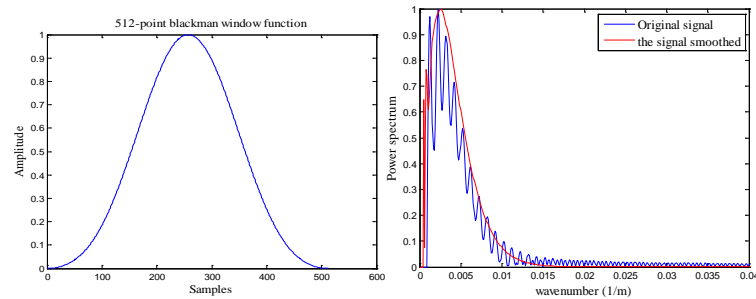 512-point blackman window function
Amplitude
1
0.9
0.8
0.7
0.6
0.5
0.4
0.3
0.2
0.1
0
0 100 200 300 400 500 600
Samples
Power spectrum
1
0.9
0.8
0.7
0.6
0.5
0.4
0.3
0.2
0.1
0
Original signal
the signal smoothed
0 0.005 0.01 0.015 0.02 0.025 0.03 0.035 0.04
wavenumber (1/m)